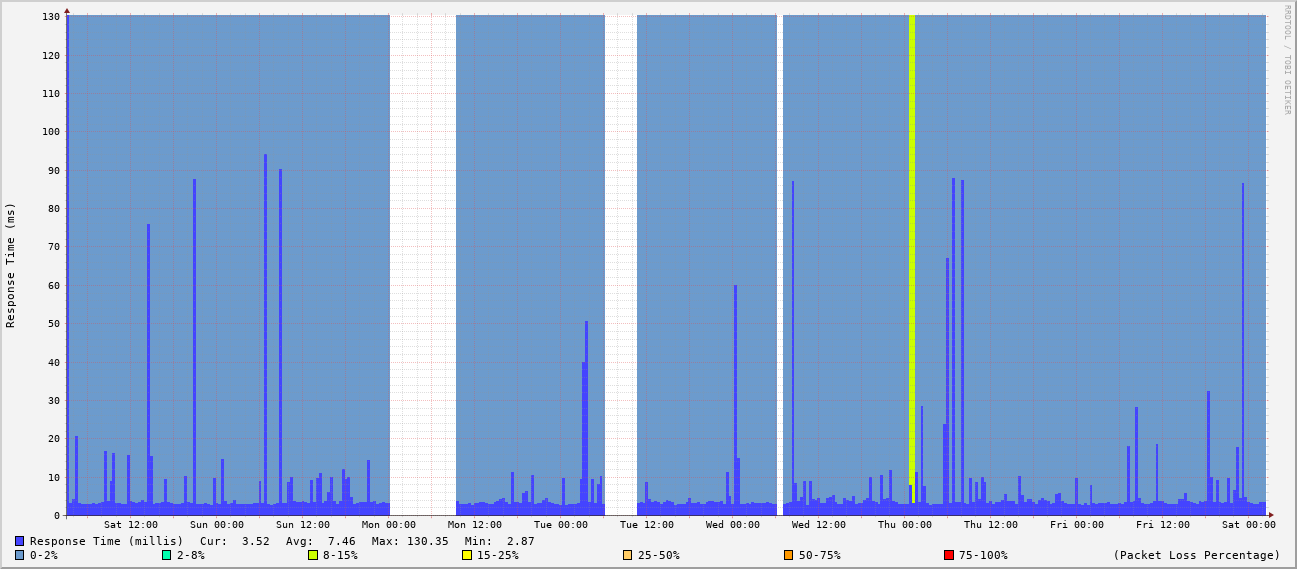 RRDTOOL / TOBI OETIKER
Response Time (ms)
130
120
110
100
90
80
70
60
50
40
30
20
10
0
Sat 12:00 Sun 00:00 Sun 12:00 Mon 00:00 Mon 12:00 Tue 00:00 Tue 12:00 Wed 00:00 Wed 12:00 Thu 00:00 Thu 12:00 Fri 00:00 Fri 12:00 Sat 00:00
Response Time (millis) Cur: 3.52 Avg: 7.46 Max: 130.35 Min: 2.87
0-2% 2-8% 8-15% 15-25% 25-50% 50-75% 75-100% (Packet Loss Percentage)